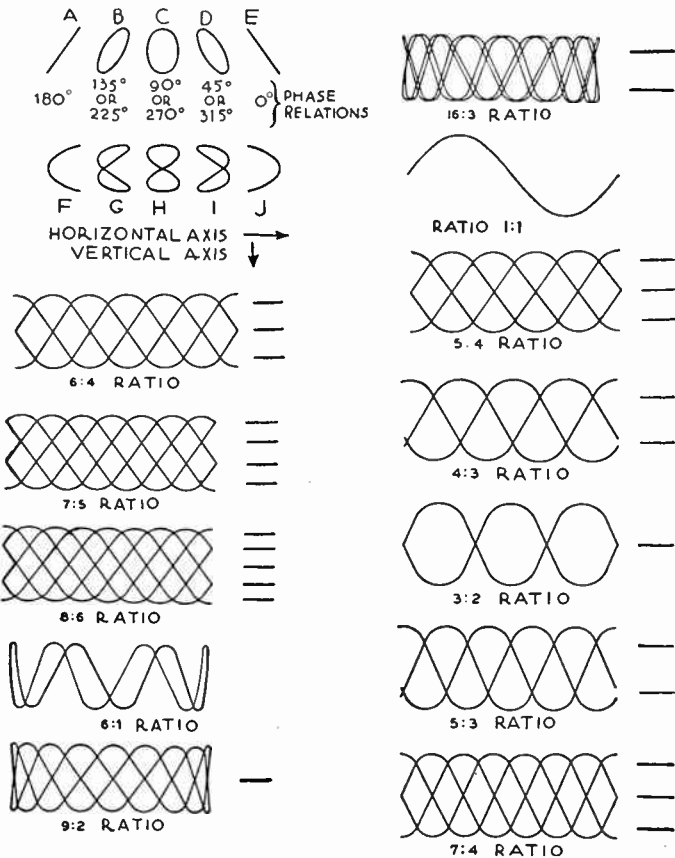 A B C D E
180° 135° OR 225° 90° OR 270° 45° OR 315° 0° } PHASE RELATIONS
F G H I J
HORIZONTAL AXIS
VERTICAL AXIS
6:4 RATIO
7:5 RATIO
8:6 RATIO
6:1 RATIO
9:2 RATIO
16:3 RATIO
RATIO 1:1
5.4 RATIO
4:3 RATIO
3:2 RATIO
5:3 RATIO
7:4 RATIO